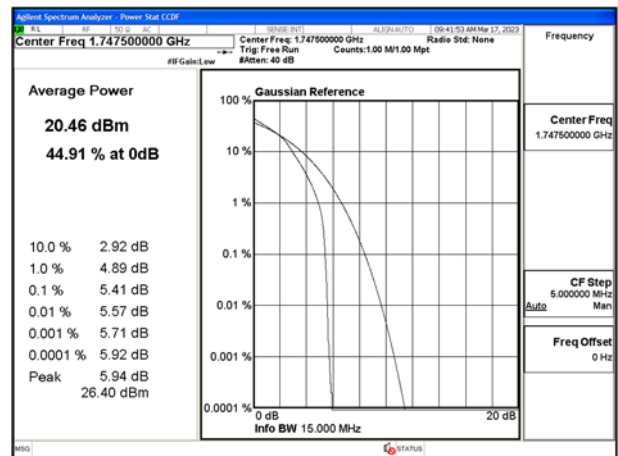 Agilent Spectrum Analyzer - Power Stat CCDF
RL RF 50 Ω AC SENSE:INT ALIGN AUTO 09:41:53 AM Mar 17, 2023
Center Freq 1.747500000 GHz
Center Freq: 1.747500000 GHz Radio Std: None
Trig: Free Run Counts:1.00 M/1.00 Mpt
#IFGain:Low #Atten: 40 dB
Frequency
Average Power
20.46 dBm
44.91 % at 0dB
10.0 % 2.92 dB
1.0 % 4.89 dB
0.1 % 5.41 dB
0.01 % 5.57 dB
0.001 % 5.71 dB
0.0001 % 5.92 dB
Peak 5.94 dB
26.40 dBm
Gaussian Reference
100 %
10 %
1 %
0.1 %
0.01 %
0.001 %
0.0001 %
0 dB 20 dB
Info BW 15.000 MHz
Center Freq
1.747500000 GHz
CF Step
5.000000 MHz
Auto Man
Freq Offset
0 Hz
MSG STATUS